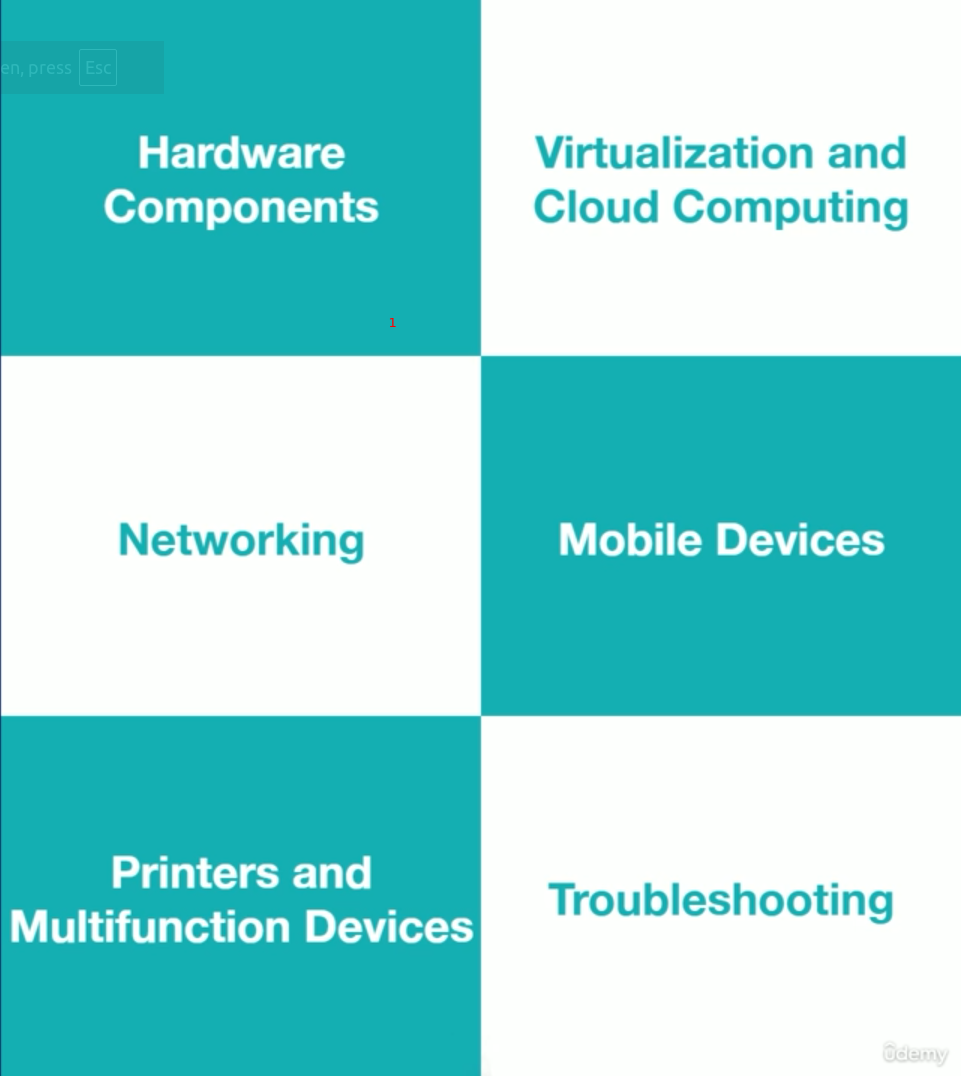 en, press Esc
Hardware
Components
Virtualization and
Cloud Computing
1
Networking
Mobile Devices
Printers and
Multifunction Devices
Troubleshooting
ûdemy